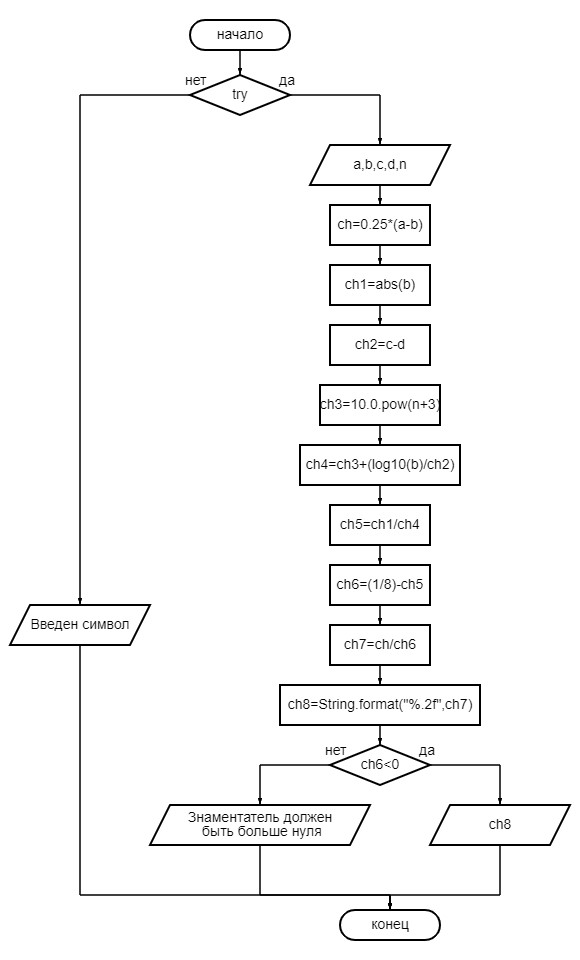 начало
нет
да
try
a,b,c,d,n
ch=0.25*(a-b)
ch1=abs(b)
ch2=c-d
ch3=10.0.pow(n+3)
ch4=ch3+(log10(b)/ch2)
ch5=ch1/ch4
ch6=(1/8)-ch5
Введен символ
ch7=ch/ch6
ch8=String.format("%.2f",ch7)
нет
да
ch6<0
Знаментатель должен
быть больше нуля
ch8
конец